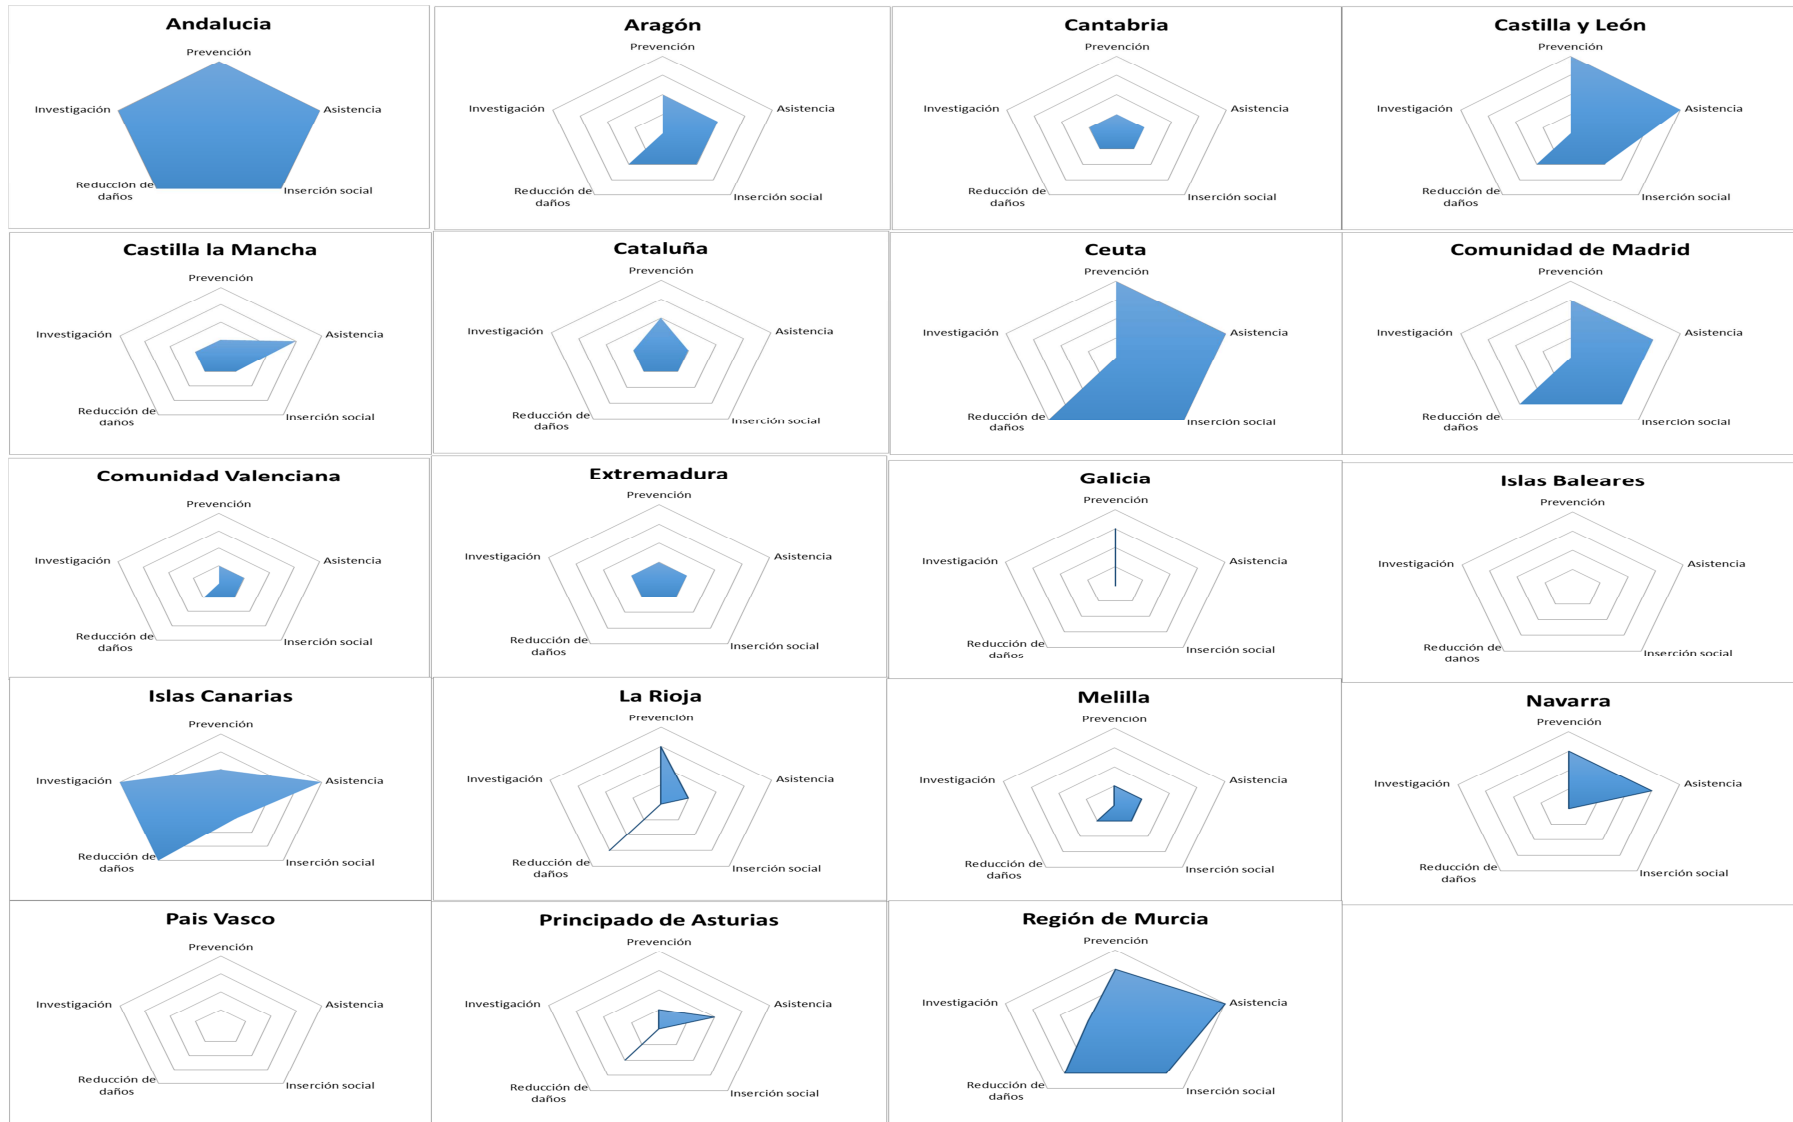 Andalucia
Prevención
Investigación
Asistencia
Reducción de
daños
Inserción social
Aragón
Prevención
Investigación
Asistencia
Reducción de
daños
Inserción social
Cantabria
Prevención
Investigación
Asistencia
Reducción de
daños
Inserción social
Castilla y León
Prevención
Investigación
Asistencia
Reducción de
daños
Inserción social
Castilla la Mancha
Prevención
Investigación
Asistencia
Reducción de
daños
Inserción social
Cataluña
Prevención
Investigación
Asistencia
Reducción de
daños
Inserción social
Ceuta
Prevención
Investigación
Asistencia
Reducción de
daños
Inserción social
Comunidad de Madrid
Prevención
Investigación
Asistencia
Reducción de
daños
Inserción social
Comunidad Valenciana
Prevención
Investigación
Asistencia
Reducción de
daños
Inserción social
Extremadura
Prevención
Investigación
Asistencia
Reducción de
daños
Inserción social
Galicia
Prevención
Investigación
Asistencia
Reducción de
daños
Inserción social
Islas Baleares
Prevención
Investigación
Asistencia
Reducción de
daños
Inserción social
Islas Canarias
Prevención
Investigación
Asistencia
Reducción de
daños
Inserción social
La Rioja
Prevención
Investigación
Asistencia
Reducción de
daños
Inserción social
Melilla
Prevención
Investigación
Asistencia
Reducción de
daños
Inserción social
Navarra
Prevención
Investigación
Asistencia
Reducción de
daños
Inserción social
Pais Vasco
Prevención
Investigación
Asistencia
Reducción de
daños
Inserción social
Principado de Asturias
Prevención
Investigación
Asistencia
Reducción de
daños
Inserción social
Región de Murcia
Prevención
Investigación
Asistencia
Reducción de
daños
Inserción social